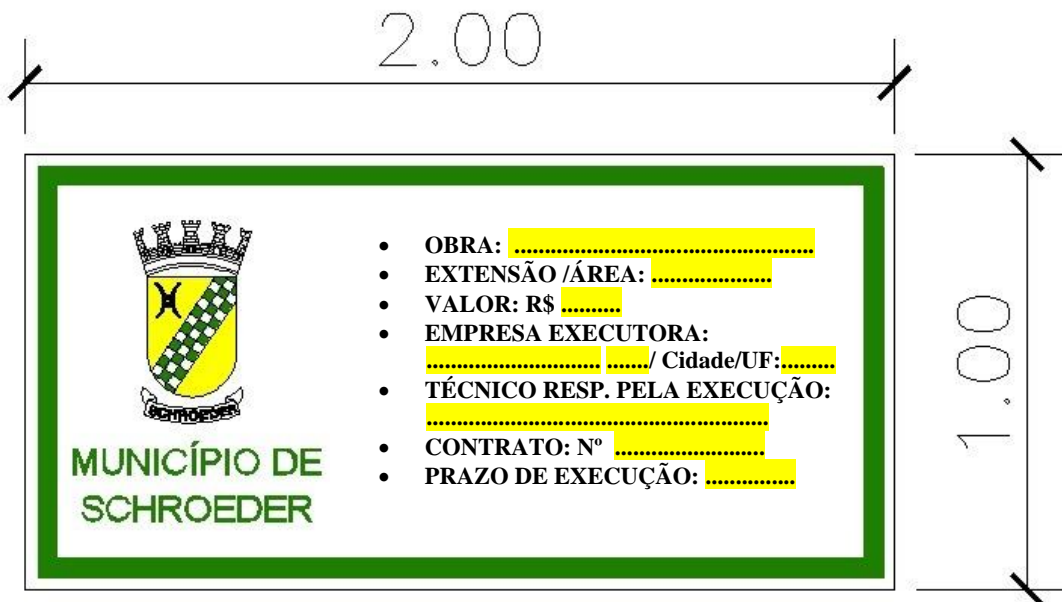 2.00
• OBRA: .................................................
• EXTENSÃO /ÁREA: ....................
• VALOR: R$ ..........
• EMPRESA EXECUTORA:
............................. ......./ Cidade/UF:.........
• TÉCNICO RESP. PELA EXECUÇÃO:
.........................................................
• CONTRATO: Nº .........................
• PRAZO DE EXECUÇÃO: ...............
SCHROEDER
MUNICÍPIO DE
SCHROEDER
1.00